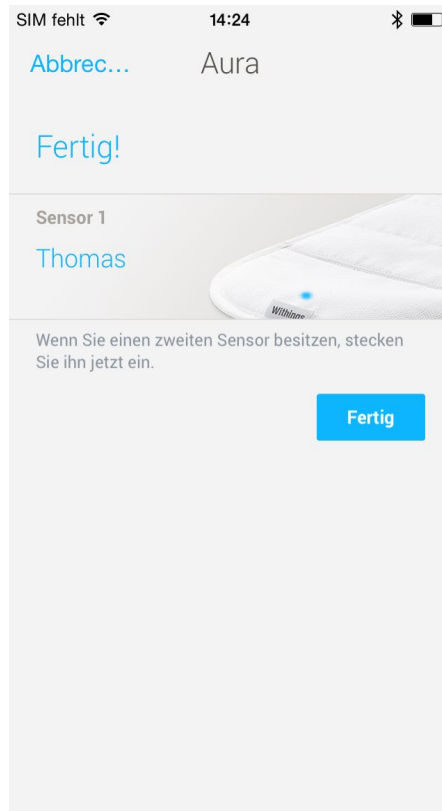 SIM fehlt 14:24
Abbrec... Aura
Fertig!
Sensor 1
Thomas
Withings
Wenn Sie einen zweiten Sensor besitzen, stecken
Sie ihn jetzt ein.
Fertig